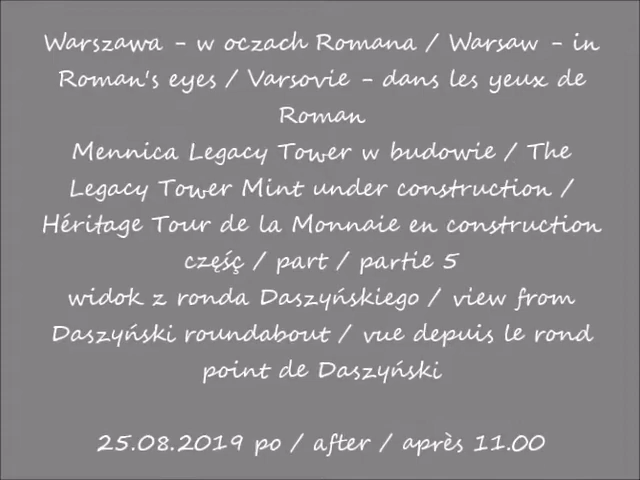 Warszawa - w oczach Romana / Warsaw - in
Roman's eyes / Varsovie - dans les yeux de
Roman
Mennica Legacy Tower w budowie / The
Legacy Tower Mint under construction /
Héritage Tour de la Monnaie en construction
częśç / part / partie 5
widok z ronda Daszyńskiego / view from
Daszyński roundabout / vue depuis le rond
point de Daszyński
25.08.2019 po / after / après 11.00